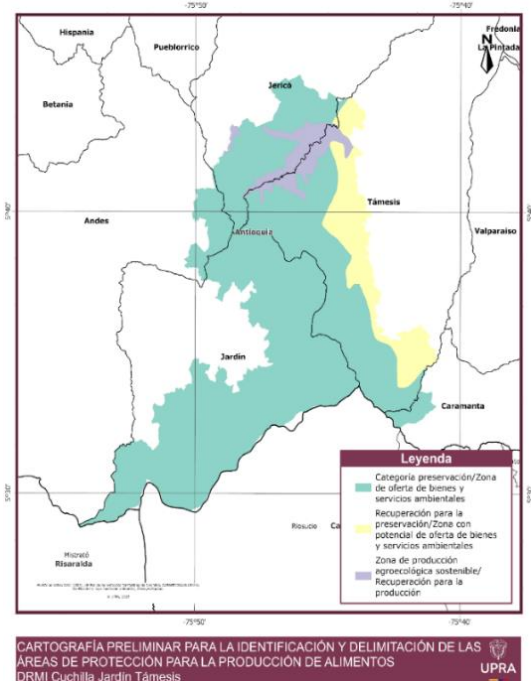 -75°50'
-75°40'
Hispania
Pueblorrico
Fredonia
N
La Pintada
Betania
Jericó
5°40'
Andes
Támesis
5°40'
Antioquia
Valparaiso
Jardín
Caramanta
5°30'
5°30'
Leyenda
Categoría preservación/Zona
de oferta de bienes y
servicios ambientales
Recuperación para la
preservación/Zona con
potencial de oferta de bienes
y servicios ambientales
Zona de producción
agroecológica sostenible/
Recuperación para la
producción
Riosucio
Ca
Mistrató
Risaralda
-75°50'
-75°40'
CARTOGRAFÍA PRELIMINAR PARA LA IDENTIFICACIÓN Y DELIMITACIÓN DE LAS
ÁREAS DE PROTECCIÓN PARA LA PRODUCCIÓN DE ALIMENTOS
DRMI Cuchilla Jardín Támesis
UPRA